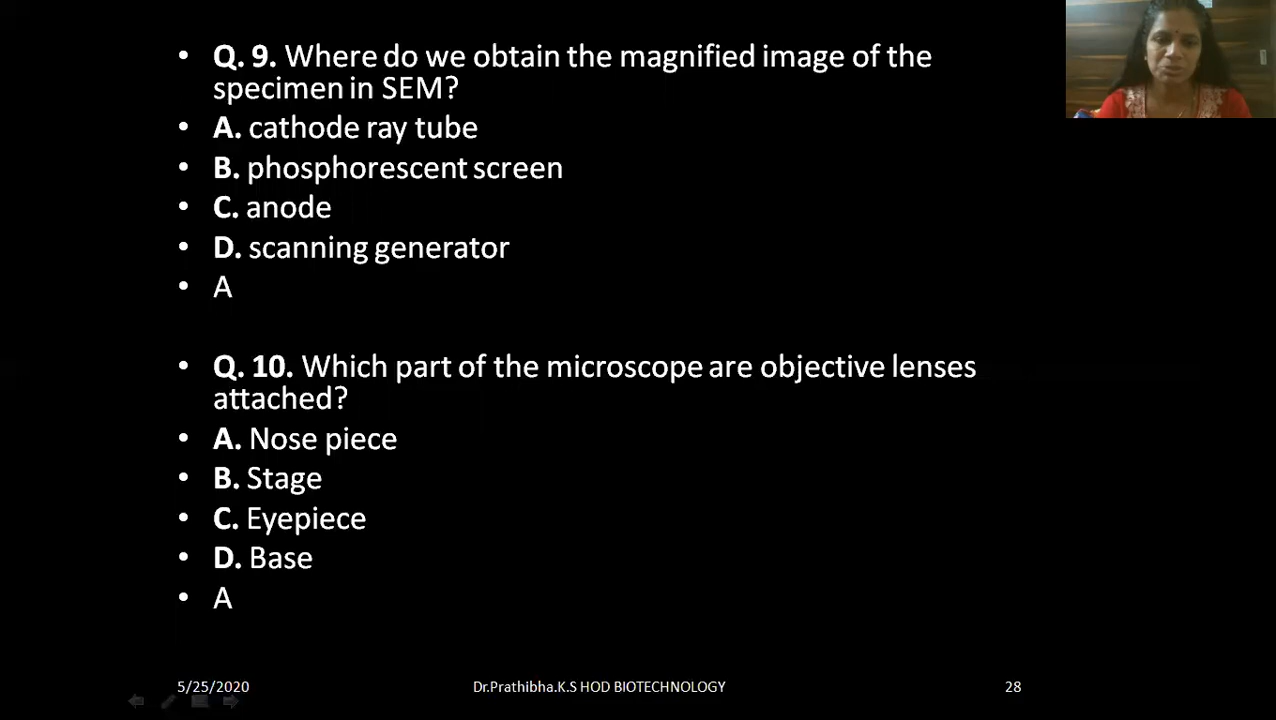 • Q. 9. Where do we obtain the magnified image of the
specimen in SEM?
• A. cathode ray tube
• B. phosphorescent screen
• C. anode
• D. scanning generator
• A
• Q. 10. Which part of the microscope are objective lenses
attached?
• A. Nose piece
• B. Stage
• C. Eyepiece
• D. Base
• A
5/25/2020 Dr.Prathibha.K.S HOD BIOTECHNOLOGY 28